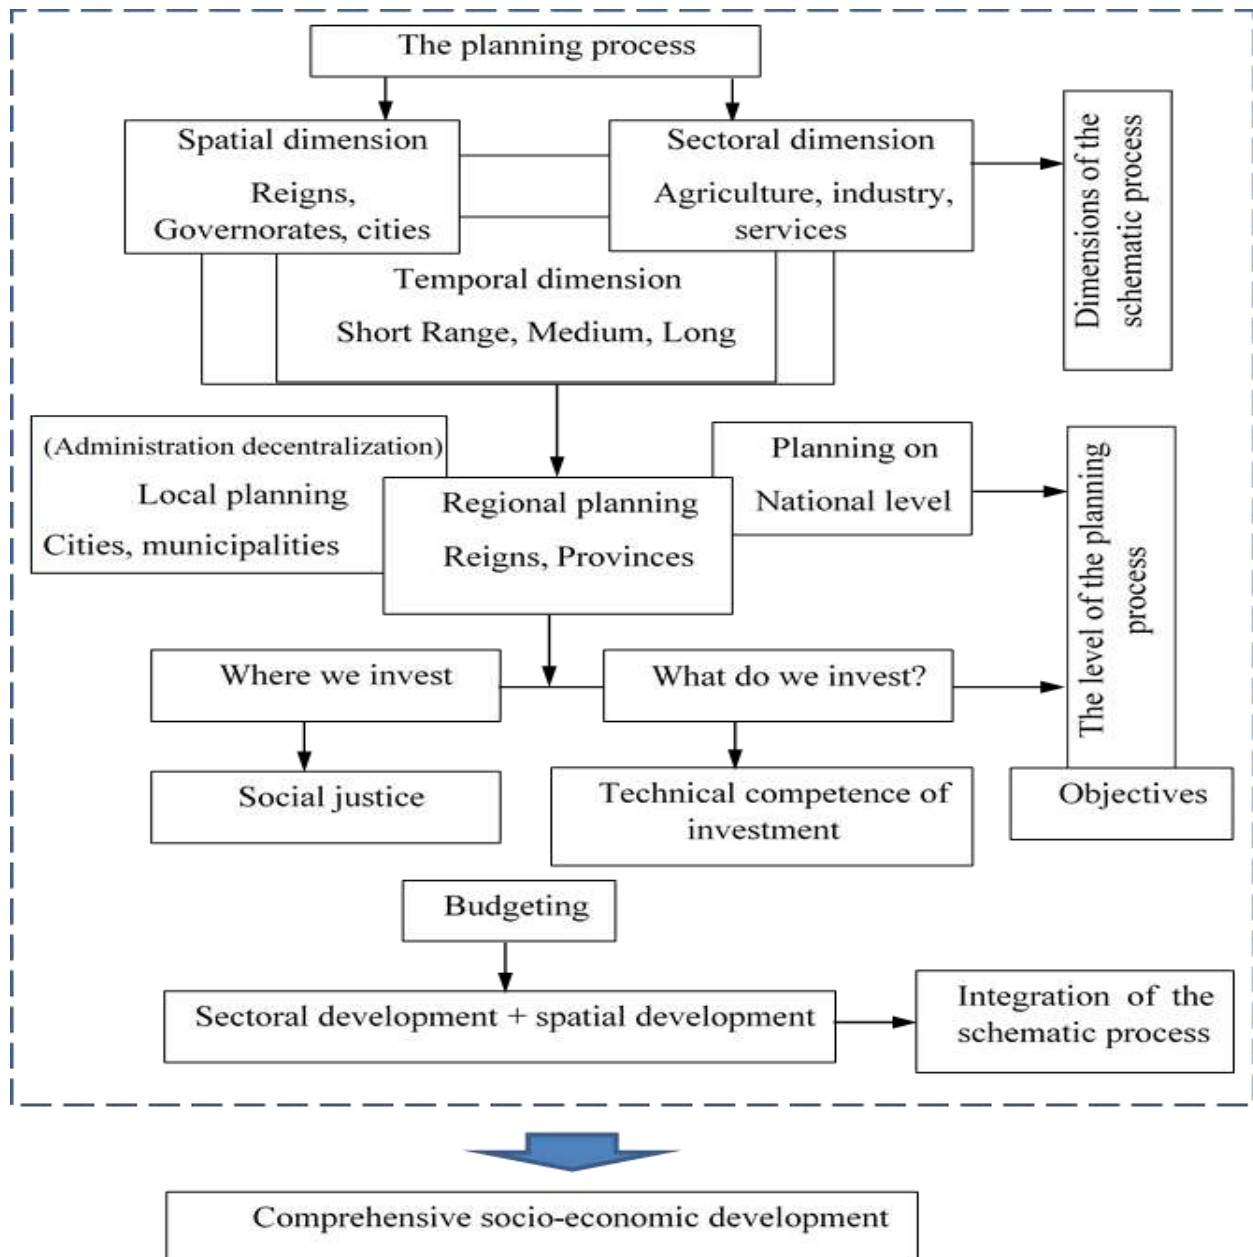 The planning process
Spatial dimension
Reigns,
Governorates, cities
Sectoral dimension
Agriculture, industry,
services
Dimensions of the
schematic process
Temporal dimension
Short Range, Medium, Long
(Administration decentralization)
Local planning
Cities, municipalities
Regional planning
Reigns, Provinces
Planning on
National level
The level of the planning
process
Where we invest
What do we invest?
Social justice
Technical competence of
investment
Objectives
Budgeting
Sectoral development + spatial development
Integration of the
schematic process
Comprehensive socio-economic development